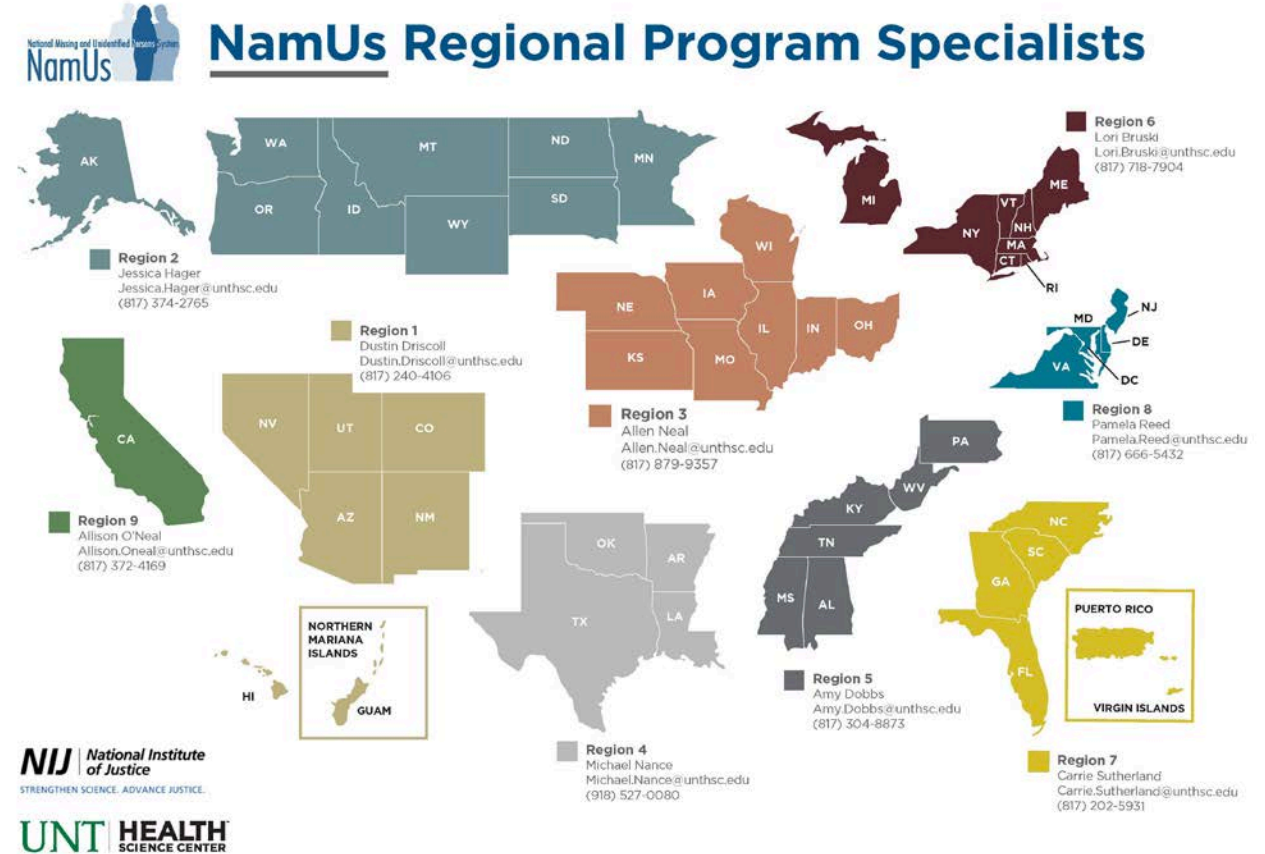 National Missing and Unidentified Persons System
NamUs
NamUs Regional Program Specialists
AK
WA
OR
ID
MT
WY
ND
SD
MN
Region 2
Jessica Hager
Jessica.Hager@unthsc.edu
(817) 374-2765
MI
NY
VT
NH
ME
MA
CT
RI
Region 6
Lori Bruski
Lori.Bruski@unthsc.edu
(817) 718-7904
WI
NE
IA
IL
IN
OH
KS
MO
Region 3
Allen Neal
Allen.Neal@unthsc.edu
(817) 879-9357
NJ
MD
DE
VA
DC
Region 8
Pamela Reed
Pamela.Reed@unthsc.edu
(817) 666-5432
Region 1
Dustin Driscoll
Dustin.Driscoll@unthsc.edu
(817) 240-4106
NV
UT
CO
AZ
NM
HI
NORTHERN
MARIANA
ISLANDS
GUAM
CA
Region 9
Allison O'Neal
Allison.Oneal@unthsc.edu
(817) 372-4169
OK
AR
TX
LA
Region 4
Michael Nance
Michael.Nance@unthsc.edu
(918) 527-0080
PA
WV
KY
TN
MS
AL
Region 5
Amy Dobbs
Amy.Dobbs@unthsc.edu
(817) 304-8873
NC
SC
GA
FL
PUERTO RICO
VIRGIN ISLANDS
Region 7
Carrie Sutherland
Carrie.Sutherland@unthsc.edu
(817) 202-5931
NIJ
National Institute
of Justice
STRENGTHEN SCIENCE. ADVANCE JUSTICE.
UNT
HEALTH
SCIENCE CENTER